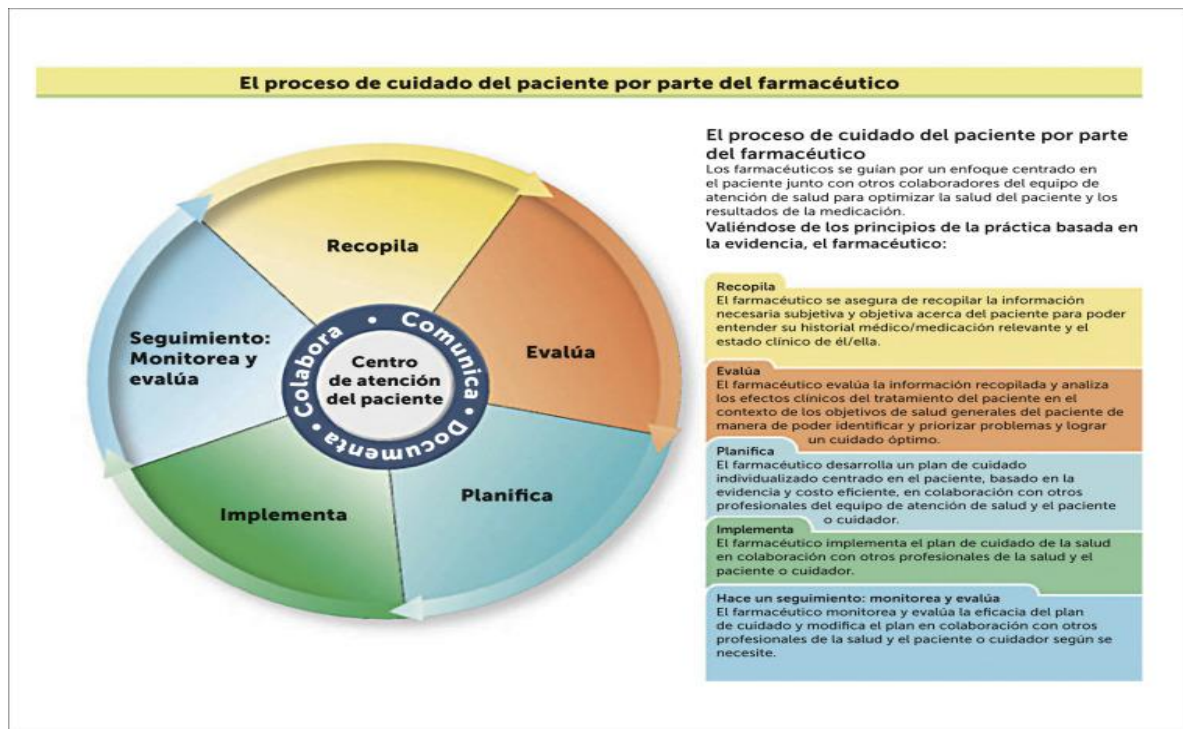 El proceso de cuidado del paciente por parte del farmacéutico
Recopila
Evalúa
Planifica
Implementa
Seguimiento:
Monitorea y
evalúa
Colabora • Comunica • Documenta •
Centro
de atención
del paciente
El proceso de cuidado del paciente por parte
del farmacéutico
Los farmacéuticos se guían por un enfoque centrado en
el paciente junto con otros colaboradores del equipo de
atención de salud para optimizar la salud del paciente y los
resultados de la medicación.
Valiéndose de los principios de la práctica basada en
la evidencia, el farmacéutico:
Recopila
El farmacéutico se asegura de recopilar la información
necesaria subjetiva y objetiva acerca del paciente para poder
entender su historial médico/medicación relevante y el
estado clínico de él/ella.
Evalúa
El farmacéutico evalúa la información recopilada y analiza
los efectos clínicos del tratamiento del paciente en el
contexto de los objetivos de salud generales del paciente de
manera de poder identificar y priorizar problemas y lograr
un cuidado óptimo.
Planifica
El farmacéutico desarrolla un plan de cuidado
individualizado centrado en el paciente, basado en la
evidencia y costo eficiente, en colaboración con otros
profesionales del equipo de atención de salud y el paciente
o cuidador.
Implementa
El farmacéutico implementa el plan de cuidado de la salud
en colaboración con otros profesionales de la salud y el
paciente o cuidador.
Hace un seguimiento: monitorea y evalúa
El farmacéutico monitorea y evalúa la eficacia del plan
de cuidado y modifica el plan en colaboración con otros
profesionales de la salud y el paciente o cuidador según se
necesite.